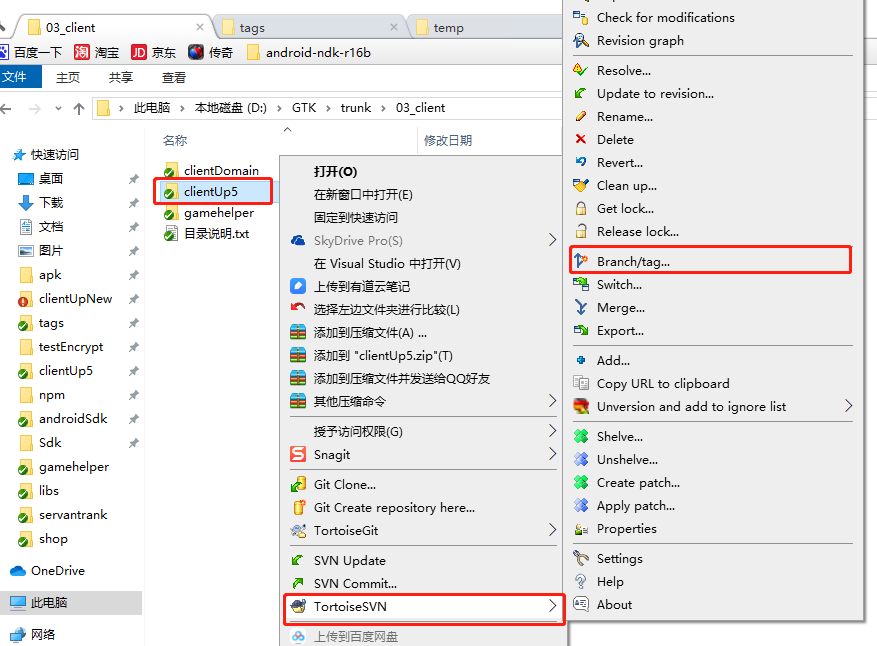 03_client
tags
temp
百度一下
淘
淘宝
JD
京东
传奇
android-ndk-r16b
文件
主页
共享
查看
此电脑
本地磁盘 (D:)
GTK
trunk
03_client
名称
修改日期
快速访问
桌面
下载
文档
图片
apk
clientUpNew
tags
testEncrypt
clientUp5
npm
androidSdk
Sdk
gamehelper
libs
servantrank
shop
OneDrive
此电脑
网络
clientDomain
clientUp5
gamehelper
目录说明.txt
打开(O)
在新窗口中打开(E)
固定到快速访问
SkyDrive Pro(S)
在 Visual Studio 中打开(V)
上传到有道云笔记
选择左边文件夹进行比较(L)
添加到压缩文件(A) ...
添加到 "clientUp5.zip"(T)
添加到压缩文件并发送给QQ好友
其他压缩命令
授予访问权限(G)
S
Snagit
Git Clone...
Git Create repository here...
TortoiseGit
SVN Update
SVN Commit...
TortoiseSVN
上传到百度网盘
Check for modifications
Revision graph
Resolve...
Update to revision...
Rename...
Delete
Revert...
Clean up...
Get lock...
Release lock...
Branch/tag...
Switch...
Merge...
Export...
Add...
Copy URL to clipboard
Unversion and add to ignore list
Shelve...
Unshelve...
Create patch...
Apply patch...
Properties
Settings
Help
About